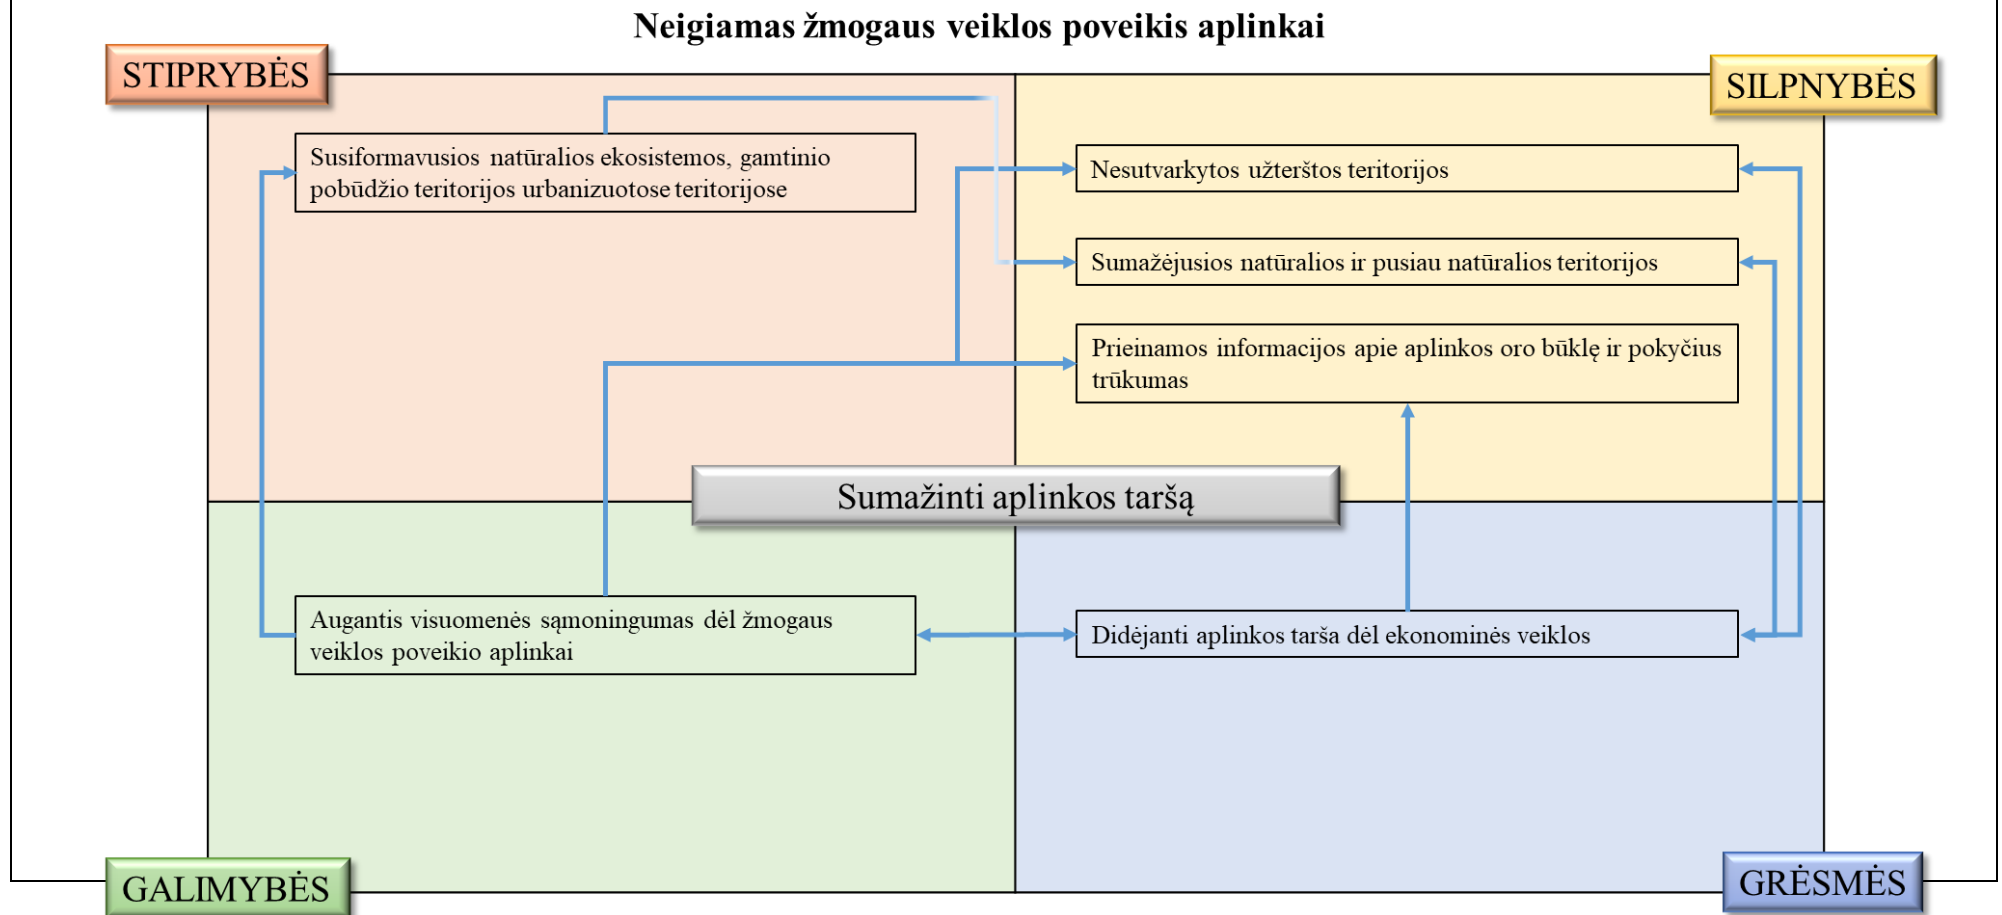 Neigiamas žmogaus veiklos poveikis aplinkai
STIPRYBĖS
SILPNYBĖS
Susiformavusios natūralios ekosistemos, gamtinio
pobūdžio teritorijos urbanizuotose teritorijose
Nesutvarkytos užterštos teritorijos
Sumažėjusios natūralios ir pusiau natūralios teritorijos
Prieinamos informacijos apie aplinkos oro būklę ir pokyčius
trūkumas
Sumažinti aplinkos taršą
Augantis visuomenės sąmoningumas dėl žmogaus
veiklos poveikio aplinkai
Didėjanti aplinkos tarša dėl ekonominės veiklos
GALIMYBĖS
GRĖSMĖS